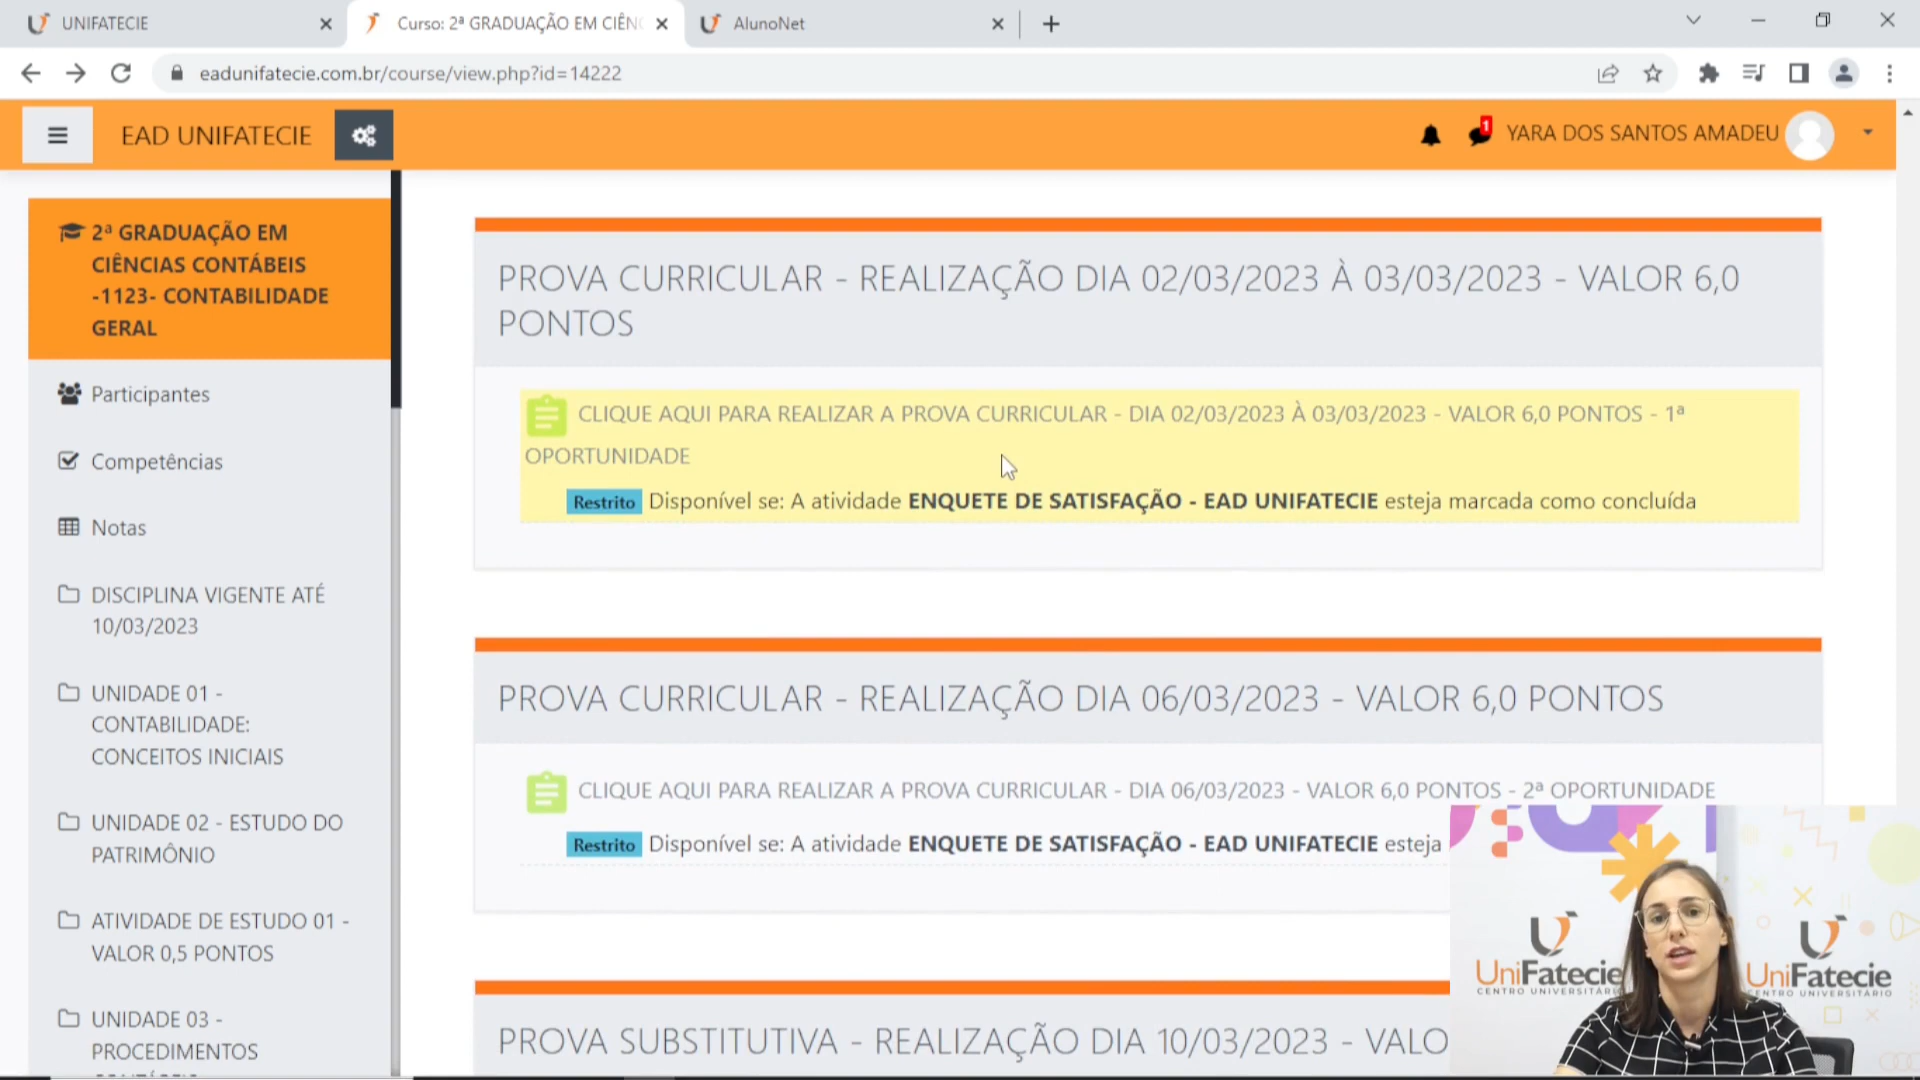 UNIFATECIE
Curso: 2ª GRADUAÇÃO EM CIÊN
AlunoNet
eadunifatecie.com.br/course/view.php?id=14222
EAD UNIFATECIE
1
YARA DOS SANTOS AMADEU
2ª GRADUAÇÃO EM
CIÊNCIAS CONTÁBEIS
-1123- CONTABILIDADE
GERAL
Participantes
Competências
Notas
DISCIPLINA VIGENTE ATÉ
10/03/2023
UNIDADE 01 -
CONTABILIDADE:
CONCEITOS INICIAIS
UNIDADE 02 - ESTUDO DO
PATRIMÔNIO
ATIVIDADE DE ESTUDO 01 -
VALOR 0,5 PONTOS
UNIDADE 03 -
PROCEDIMENTOS
PROVA CURRICULAR - REALIZAÇÃO DIA 02/03/2023 À 03/03/2023 - VALOR 6,0
PONTOS
CLIQUE AQUI PARA REALIZAR A PROVA CURRICULAR - DIA 02/03/2023 À 03/03/2023 - VALOR 6,0 PONTOS - 1ª
OPORTUNIDADE
Restrito Disponível se: A atividade ENQUETE DE SATISFAÇÃO - EAD UNIFATECIE esteja marcada como concluída
PROVA CURRICULAR - REALIZAÇÃO DIA 06/03/2023 - VALOR 6,0 PONTOS
CLIQUE AQUI PARA REALIZAR A PROVA CURRICULAR - DIA 06/03/2023 - VALOR 6,0 PONTOS - 2ª OPORTUNIDADE
Restrito Disponível se: A atividade ENQUETE DE SATISFAÇÃO - EAD UNIFATECIE esteja
PROVA SUBSTITUTIVA - REALIZAÇÃO DIA 10/03/2023 - VALO
UniFatecie
CENTRO UNIVERSITÁRIO
UniFatecie
CENTRO UNIVERSITÁRIO